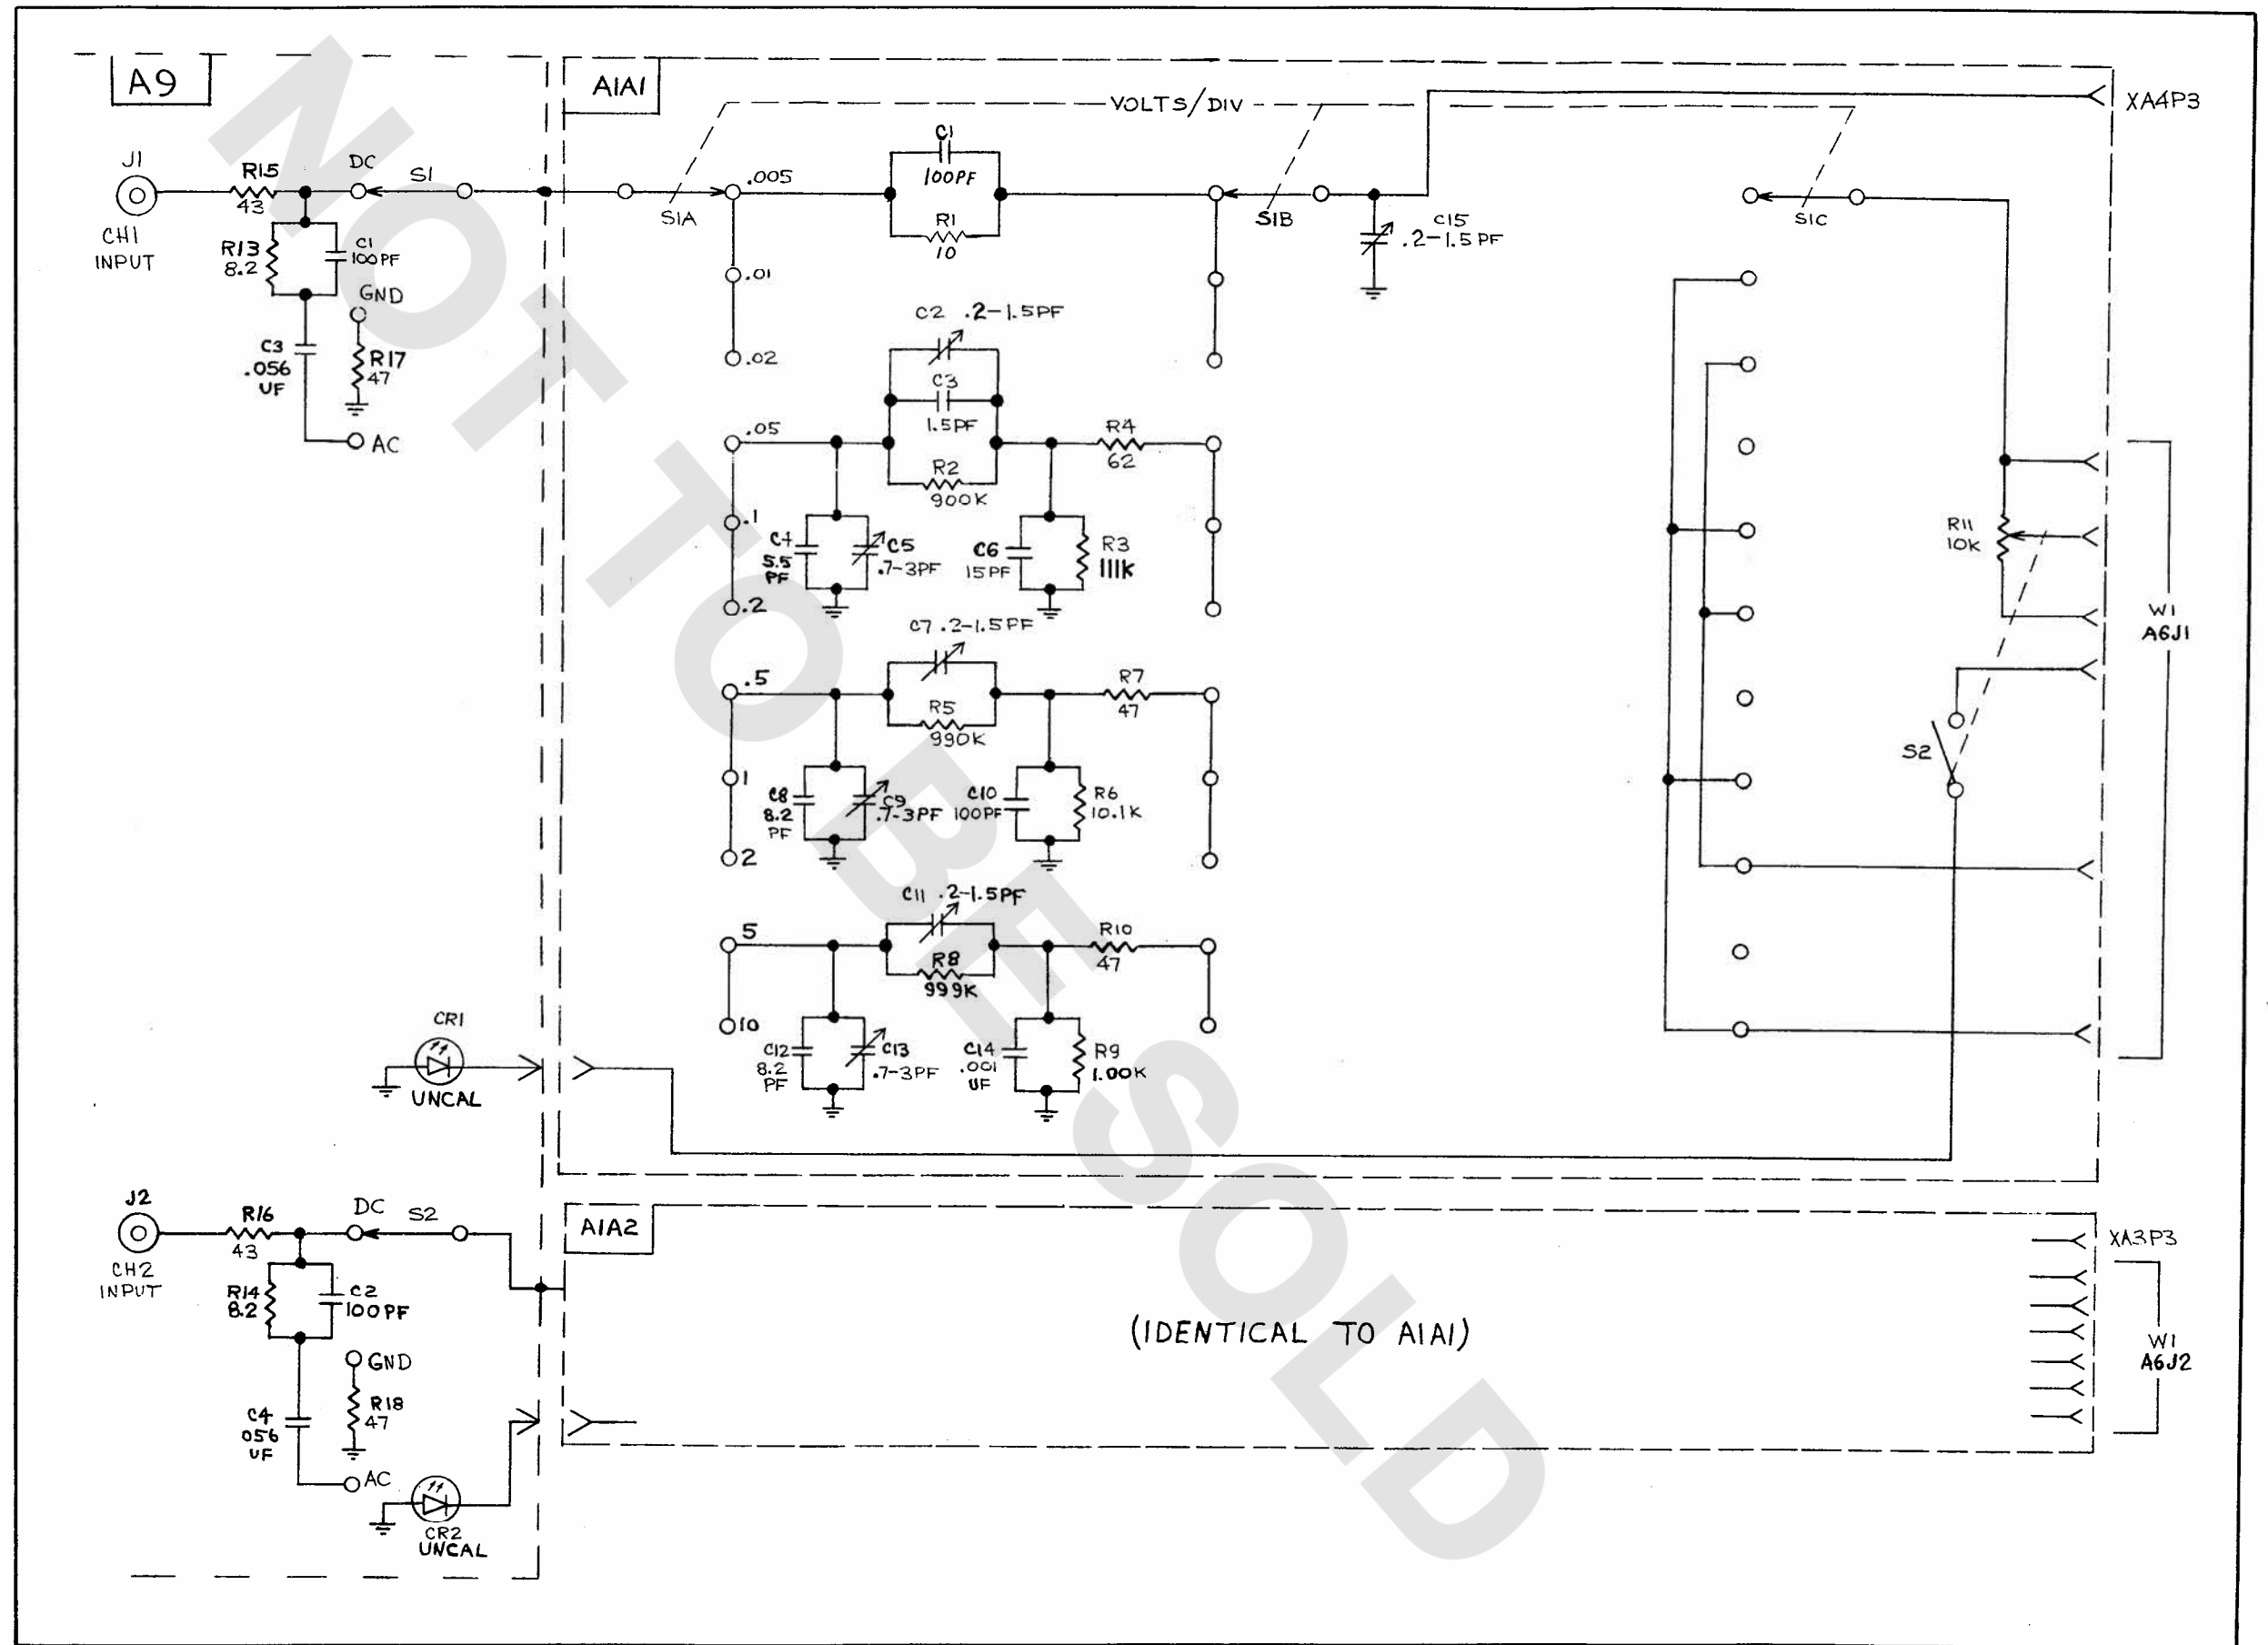 A9
A1A1
VOLTS/DIV
XA4P3
J1
CH1
INPUT
R15
43
DC
S1
R13
8.2
C1
100PF
GND
C3
.056
UF
R17
47
AC
S1A
.005
.01
.02
C1
100PF
R1
10
S1B
C15
.2-1.5PF
S1C
C2 .2-1.5PF
C3
1.5PF
.05
R2
900K
R4
62
.1
C4
5.5
PF
C5
.7-3PF
C6
15PF
R3
111K
.2
R11
10K
W1
A6J1
C7 .2-1.5PF
.5
R5
990K
R7
47
1
C8
8.2
PF
C9
.7-3PF
C10
100PF
R6
10.1K
2
S2
C11 .2-1.5PF
5
R8
999K
R10
47
10
C12
8.2
PF
C13
.7-3PF
C14
.001
UF
R9
1.00K
CR1
UNCAL
J2
CH2
INPUT
R16
43
DC
S2
A1A2
XA3P3
R14
8.2
C2
100PF
GND
C4
056
UF
R18
47
AC
(IDENTICAL TO A1A1)
W1
A6J2
CR2
UNCAL
NOT TO BE SOLD